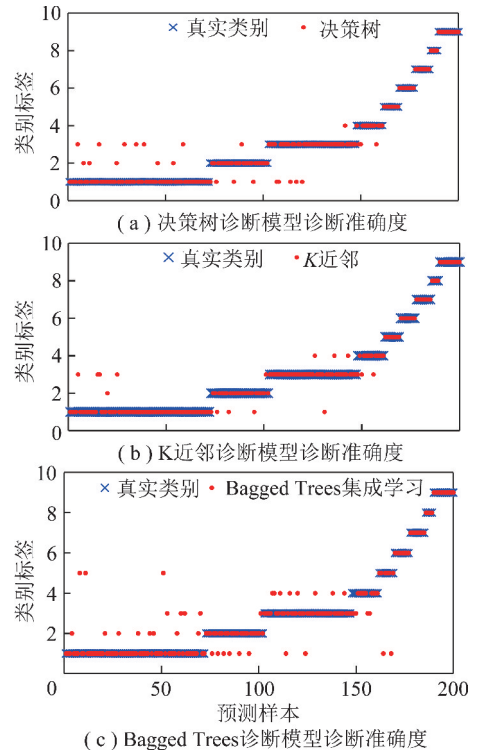 10
8
6
4
2
0
类别标签
× 真实类别 • 决策树
(a)决策树诊断模型诊断准确度
10
8
6
4
2
0
类别标签
× 真实类别 • K近邻
(b)K近邻诊断模型诊断准确度
10
8
6
4
2
类别标签
× 真实类别 • Bagged Trees集成学习
0 50 100 150 200
预测样本
(c)Bagged Trees诊断模型诊断准确度